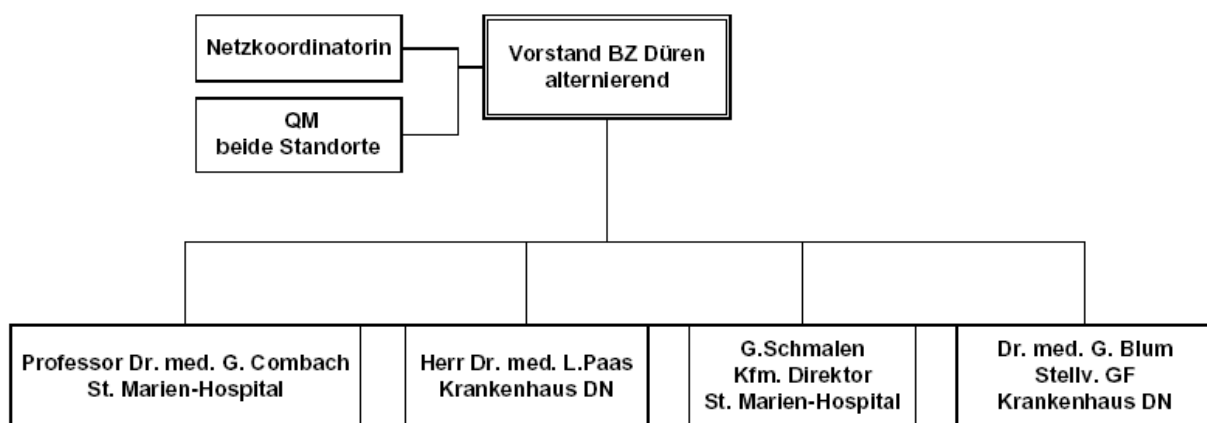 Netzkoordinatorin
Vorstand BZ Düren
alternierend
QM
beide Standorte
Professor Dr. med. G. Combach
St. Marien-Hospital
Herr Dr. med. L.Paas
Krankenhaus DN
G.Schmalen
Kfm. Direktor
St. Marien-Hospital
Dr. med. G. Blum
Stellv. GF
Krankenhaus DN